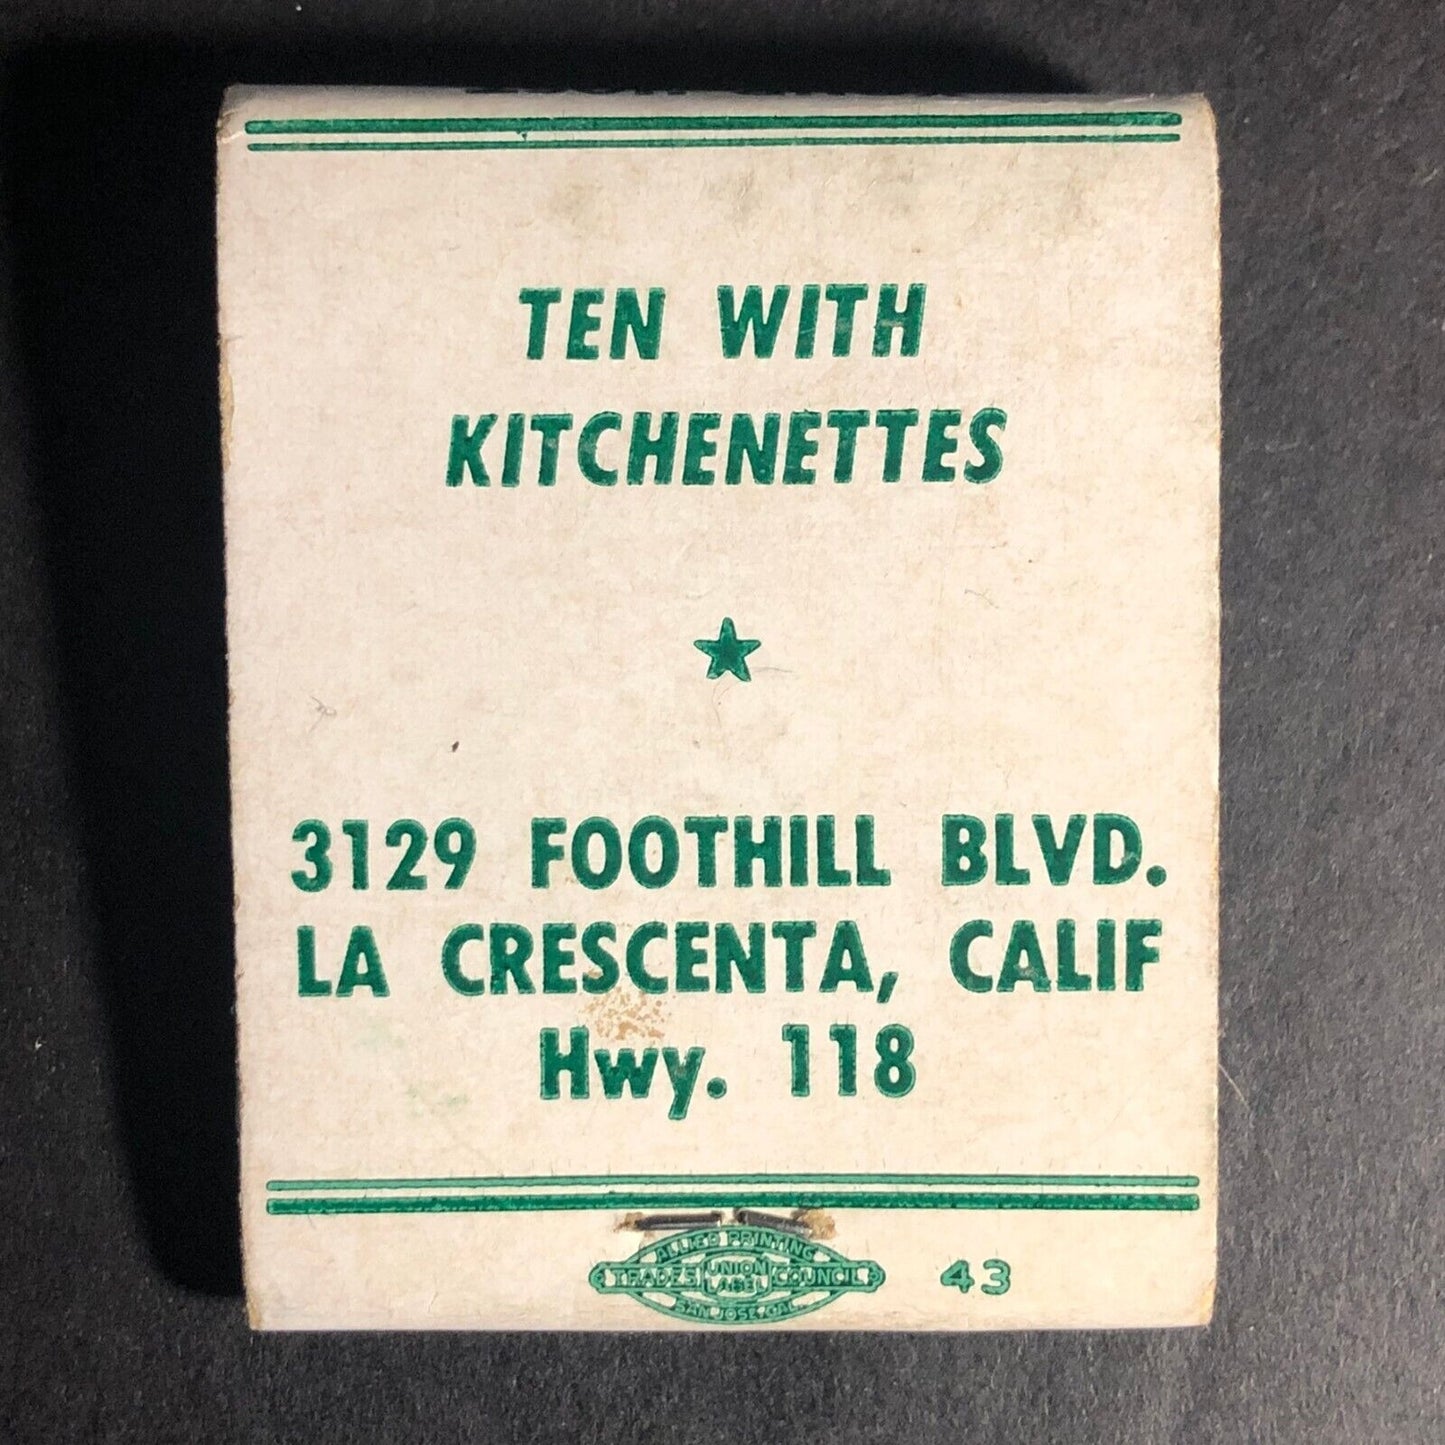 TEN WITH
KITCHENETTES
3129 FOOTHILL BLVD.
LA CRESCENTA, CALIF
Hwy. 118
ALLIED PRINTING
TRADES UNION LABEL COUNCIL
SAN JOSE, CAL.
43